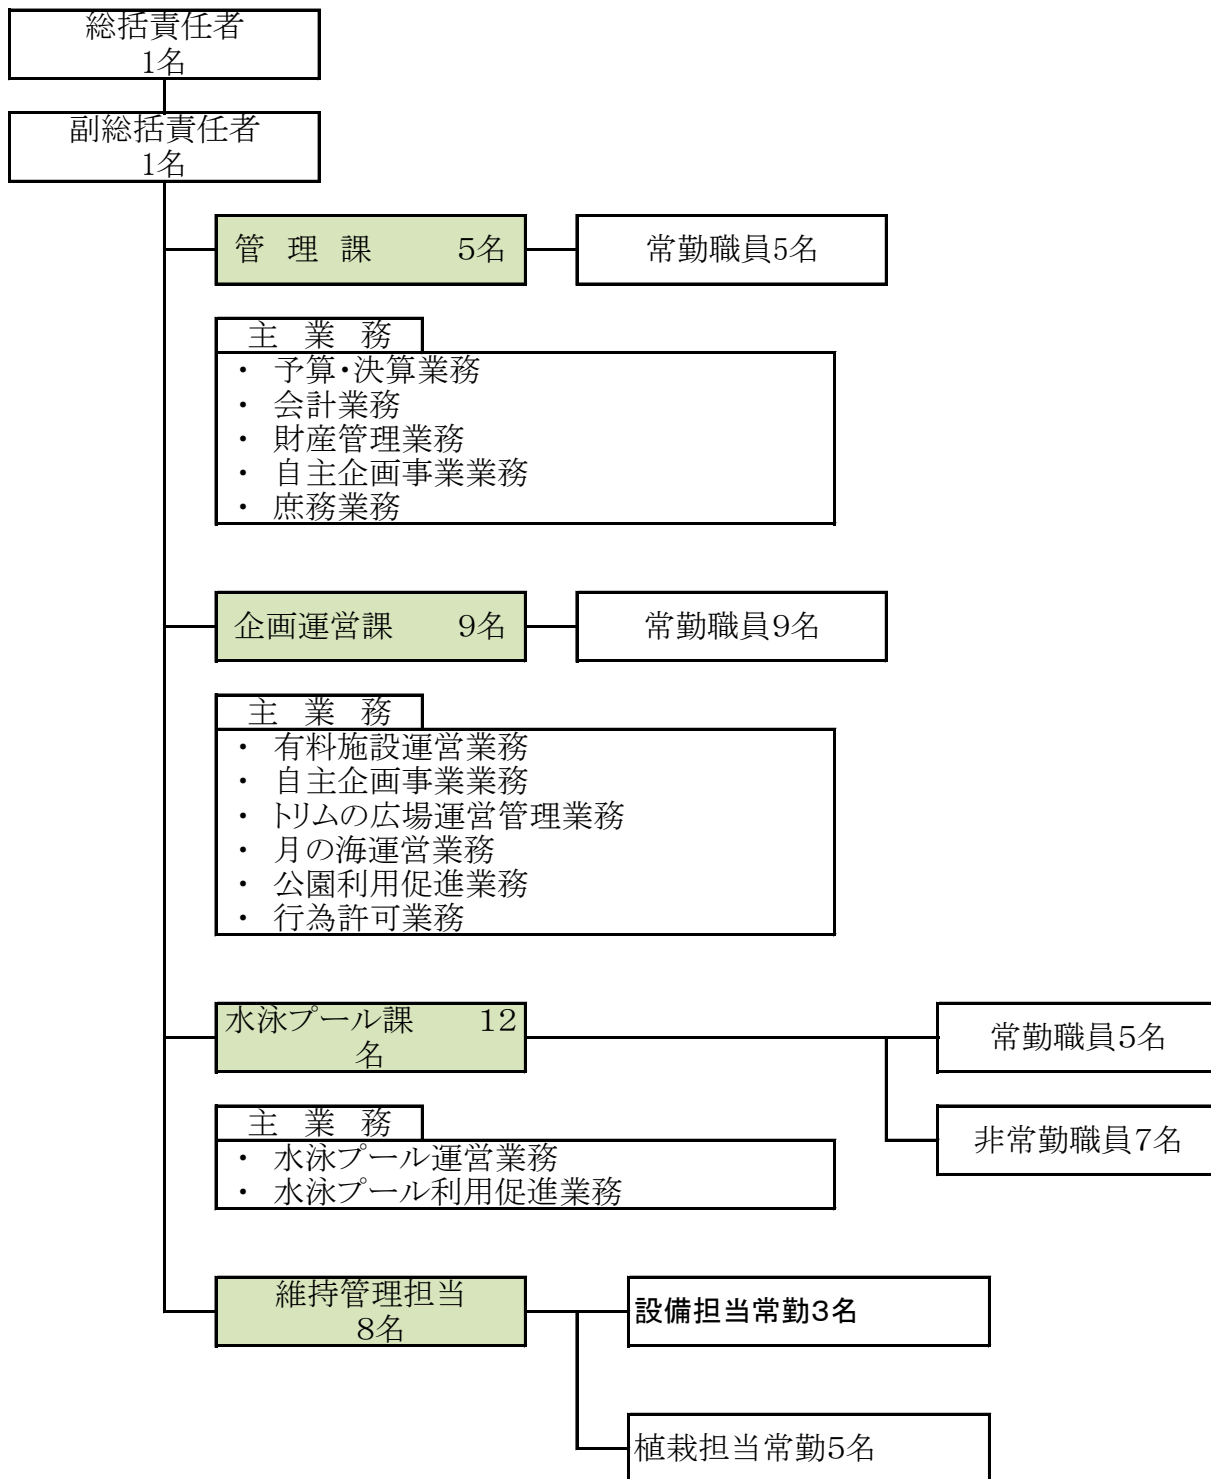 総括責任者
1名
副総括責任者
1名
管 理 課　　5名
常勤職員5名
主 業 務
・ 予算・決算業務
・ 会計業務
・ 財産管理業務
・ 自主企画事業業務
・ 庶務業務
企画運営課　　9名
常勤職員9名
主 業 務
・ 有料施設運営業務
・ 自主企画事業業務
・ トリムの広場運営管理業務
・ 月の海運営業務
・ 公園利用促進業務
・ 行為許可業務
水泳プール課　　12
名
常勤職員5名
非常勤職員7名
主 業 務
・ 水泳プール運営業務
・ 水泳プール利用促進業務
維持管理担当
8名
設備担当常勤3名
植栽担当常勤5名